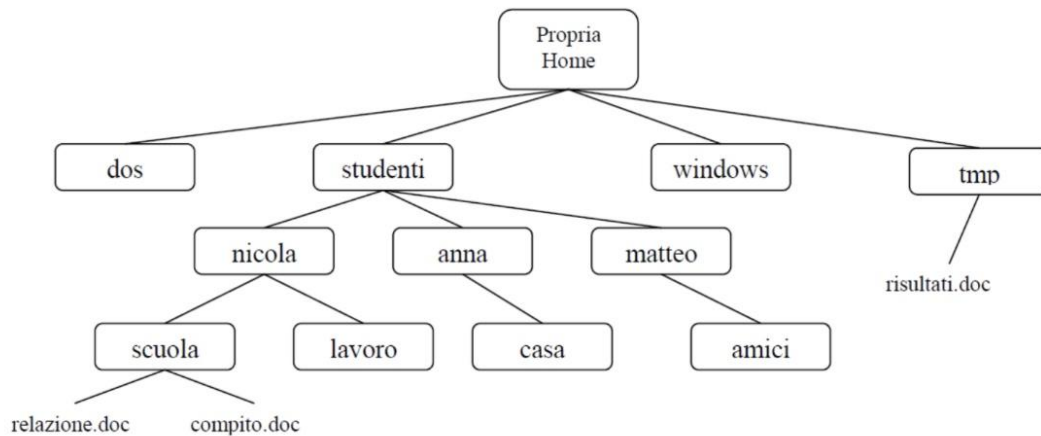 Propria
Home
dos
studenti
windows
tmp
nicola
anna
matteo
risultati.doc
scuola
lavoro
casa
amici
relazione.doc
compito.doc